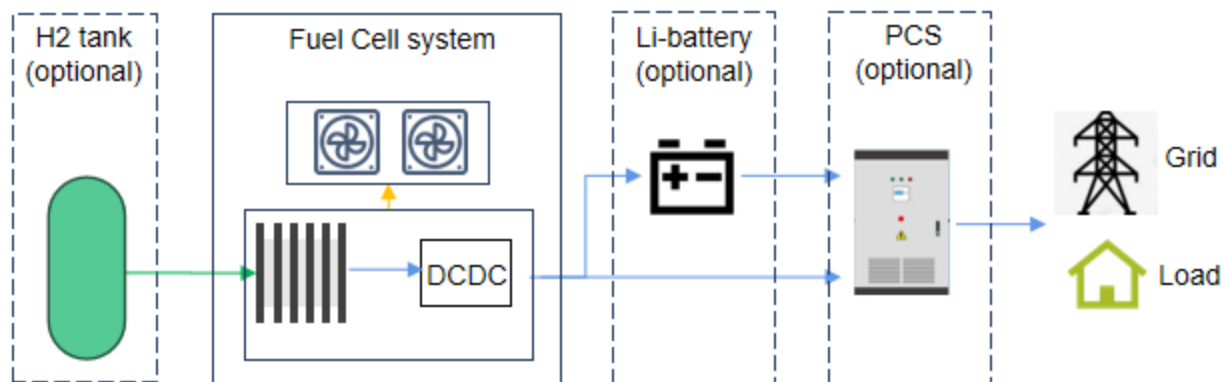 H2 tank
(optional)
Fuel Cell system
Li-battery
(optional)
PCS
(optional)
Grid
DCDC
Load